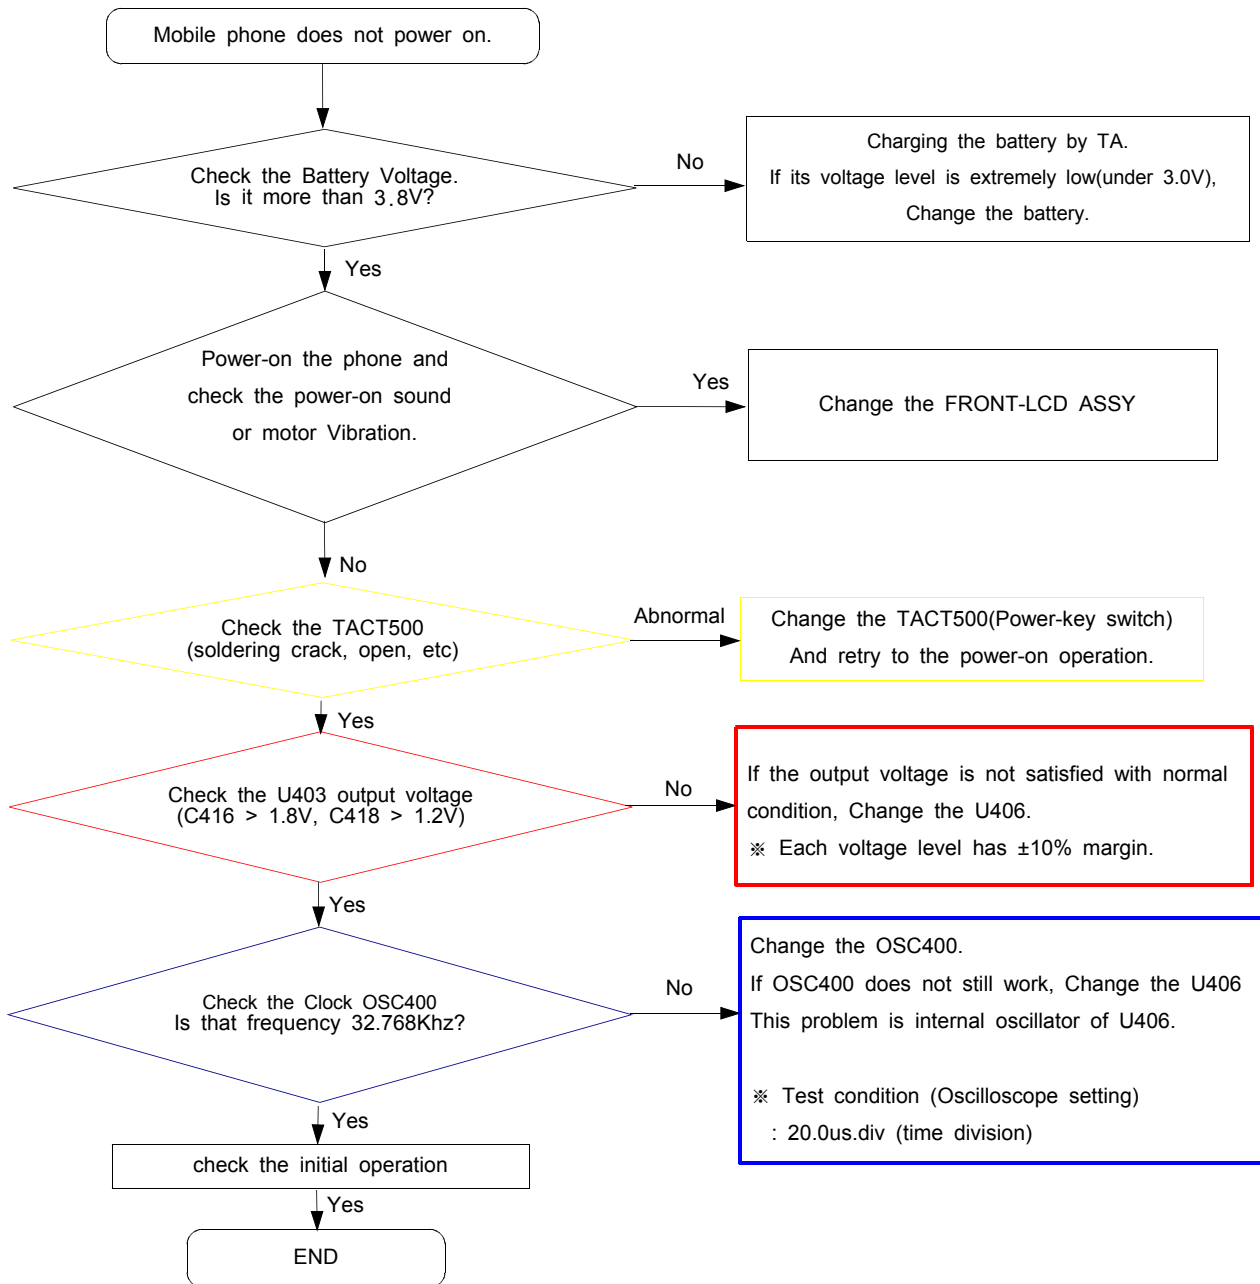 Mobile phone does not power on.
Check the Battery Voltage.
Is it more than 3.8V?
No
Charging the battery by TA.
If its voltage level is extremely low(under 3.0V),
Change the battery.
Yes
Power-on the phone and
check the power-on sound
or motor Vibration.
Yes
Change the FRONT-LCD ASSY
No
Check the TACT500
(soldering crack, open, etc)
Abnormal
Change the TACT500(Power-key switch)
And retry to the power-on operation.
Yes
Check the U403 output voltage
(C416 > 1.8V, C418 > 1.2V)
No
If the output voltage is not satisfied with normal
condition, Change the U406.
※ Each voltage level has ±10% margin.
Yes
Check the Clock OSC400
Is that frequency 32.768Khz?
No
Change the OSC400.
If OSC400 does not still work, Change the U406
This problem is internal oscillator of U406.
※ Test condition (Oscilloscope setting)
: 20.0us.div (time division)
Yes
check the initial operation
Yes
END